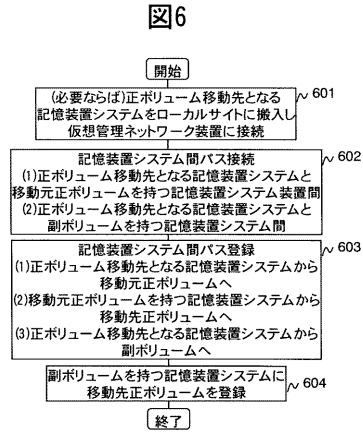 図6
開始
(必要ならば)正ボリューム移動先となる
記憶装置システムをローカルサイトに搬入し
仮想管理ネットワーク装置に接続
601
記憶装置システム間パス接続
(1)正ボリューム移動先となる記憶装置システムと
移動元正ボリュームを持つ記憶システム装置間
(2)正ボリューム移動先となる記憶装置システムと
副ボリュームを持つ記憶装置システム間
602
記憶装置システム間パス登録
(1)正ボリューム移動先となる記憶装置システムから
移動元正ボリュームへ
(2)移動元正ボリュームを持つ記憶装置システムから
移動先正ボリュームへ
(3)正ボリューム移動先となる記憶装置システムから
副ボリュームへ
603
副ボリュームを持つ記憶装置システムに
移動先正ボリュームを登録
604
終了